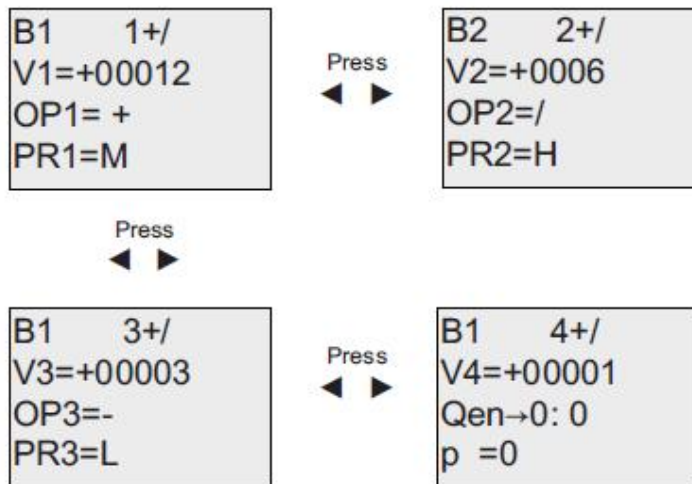 B1 1+/
V1=+00012
OP1= +
PR1=M
Press
◀ ▶
B2 2+/
V2=+0006
OP2=/
PR2=H
Press
◀ ▶
B1 3+/
V3=+00003
OP3=-
PR3=L
Press
◀ ▶
B1 4+/
V4=+00001
Qen→0: 0
p =0